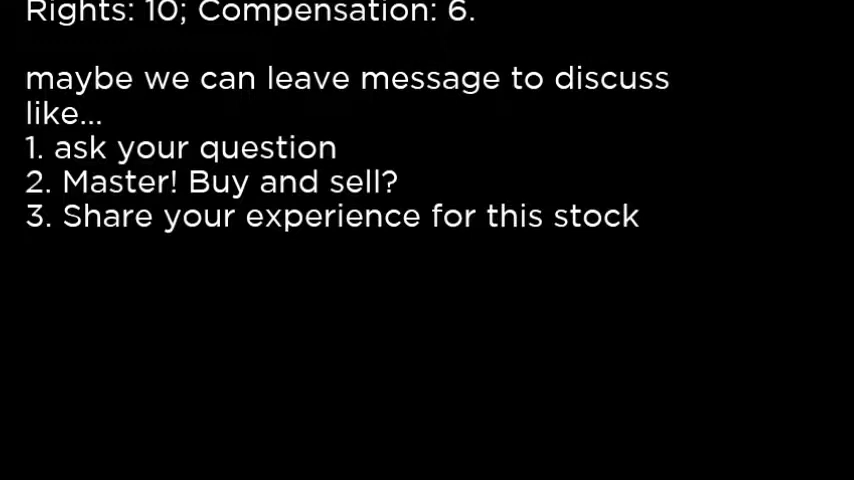 Rights: 10; Compensation: 6.
maybe we can leave message to discuss
like...
1. ask your question
2. Master! Buy and sell?
3. Share your experience for this stock